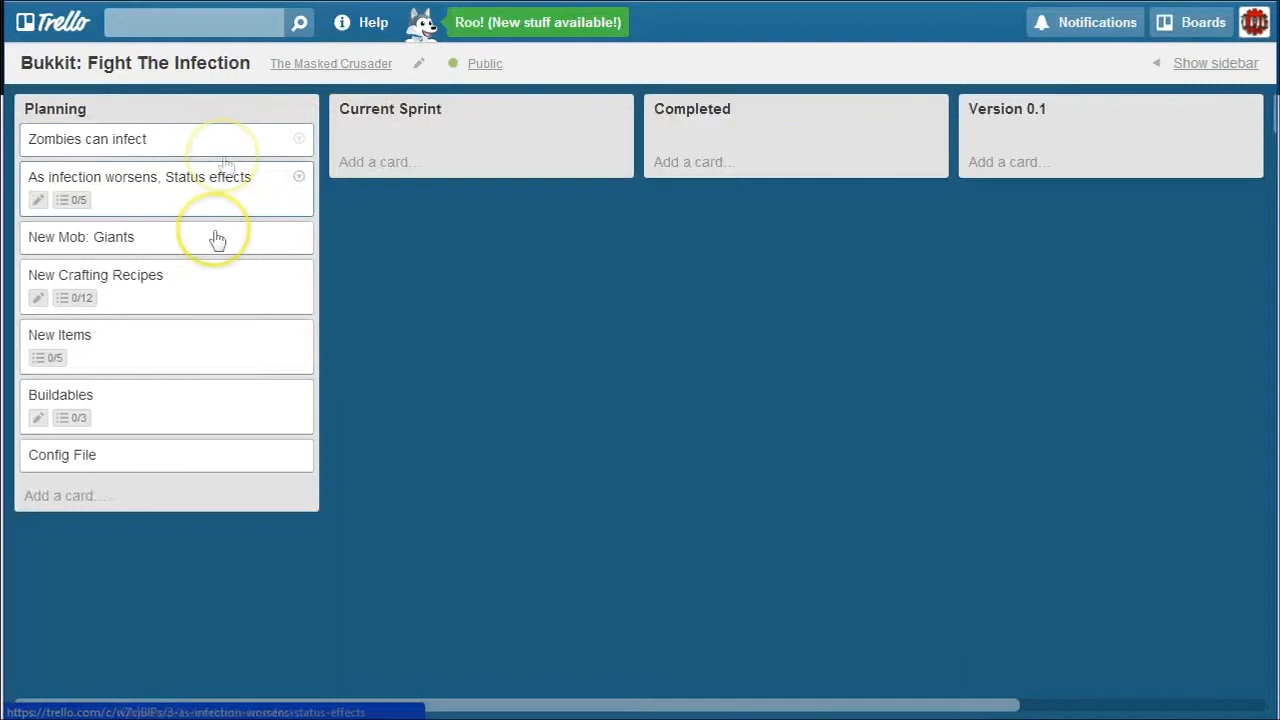 Trello
Help
Roo! (New stuff available!)
Notifications
Boards
Bukkit: Fight The Infection
The Masked Crusader
Public
Show sidebar
Planning
Zombies can infect
As infection worsens, Status effects
0/5
New Mob: Giants
New Crafting Recipes
0/12
New Items
0/5
Buildables
0/3
Config File
Add a card.....
Current Sprint
Add a card...
Completed
Add a card...
Version 0.1
Add a card...